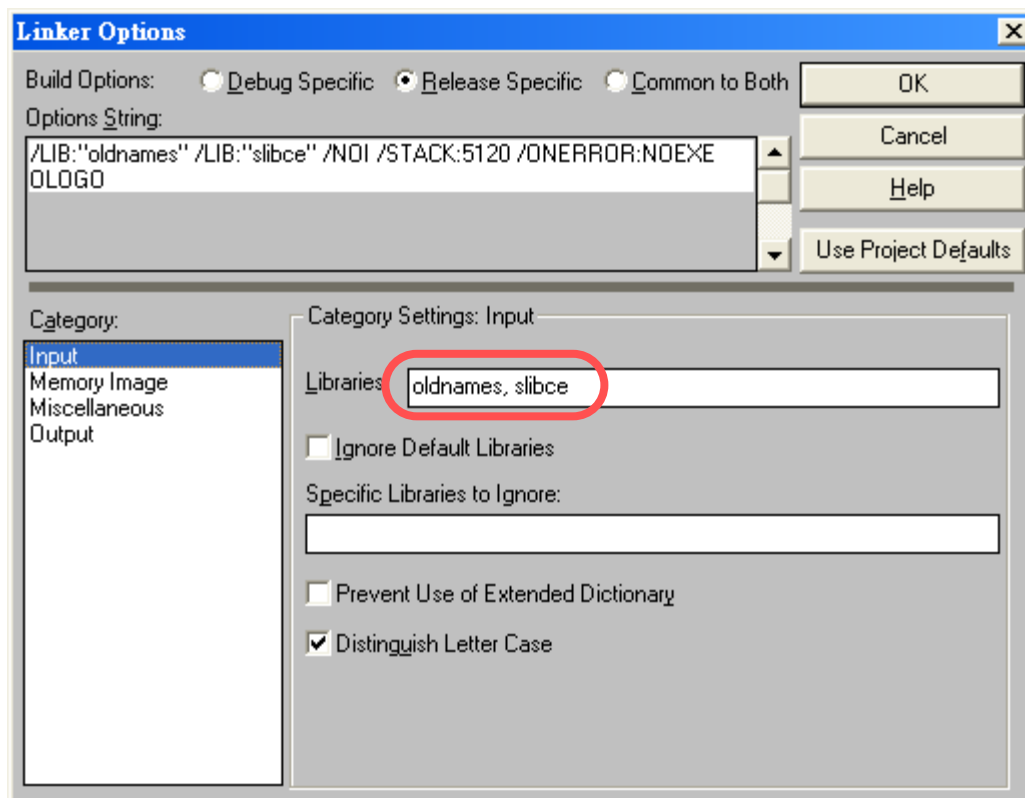 Linker Options
Build Options: Debug Specific Release Specific Common to Both
OK
Options String:
/LIB:"oldnames" /LIB:"slibce" /NOI /STACK:5120 /ONERROR:NOEXE
OLOGO
Cancel
Help
Use Project Defaults
Category:
Input
Memory Image
Miscellaneous
Output
Category Settings: Input
Libraries oldnames, slibce
Ignore Default Libraries
Specific Libraries to Ignore:
Prevent Use of Extended Dictionary
Distinguish Letter Case